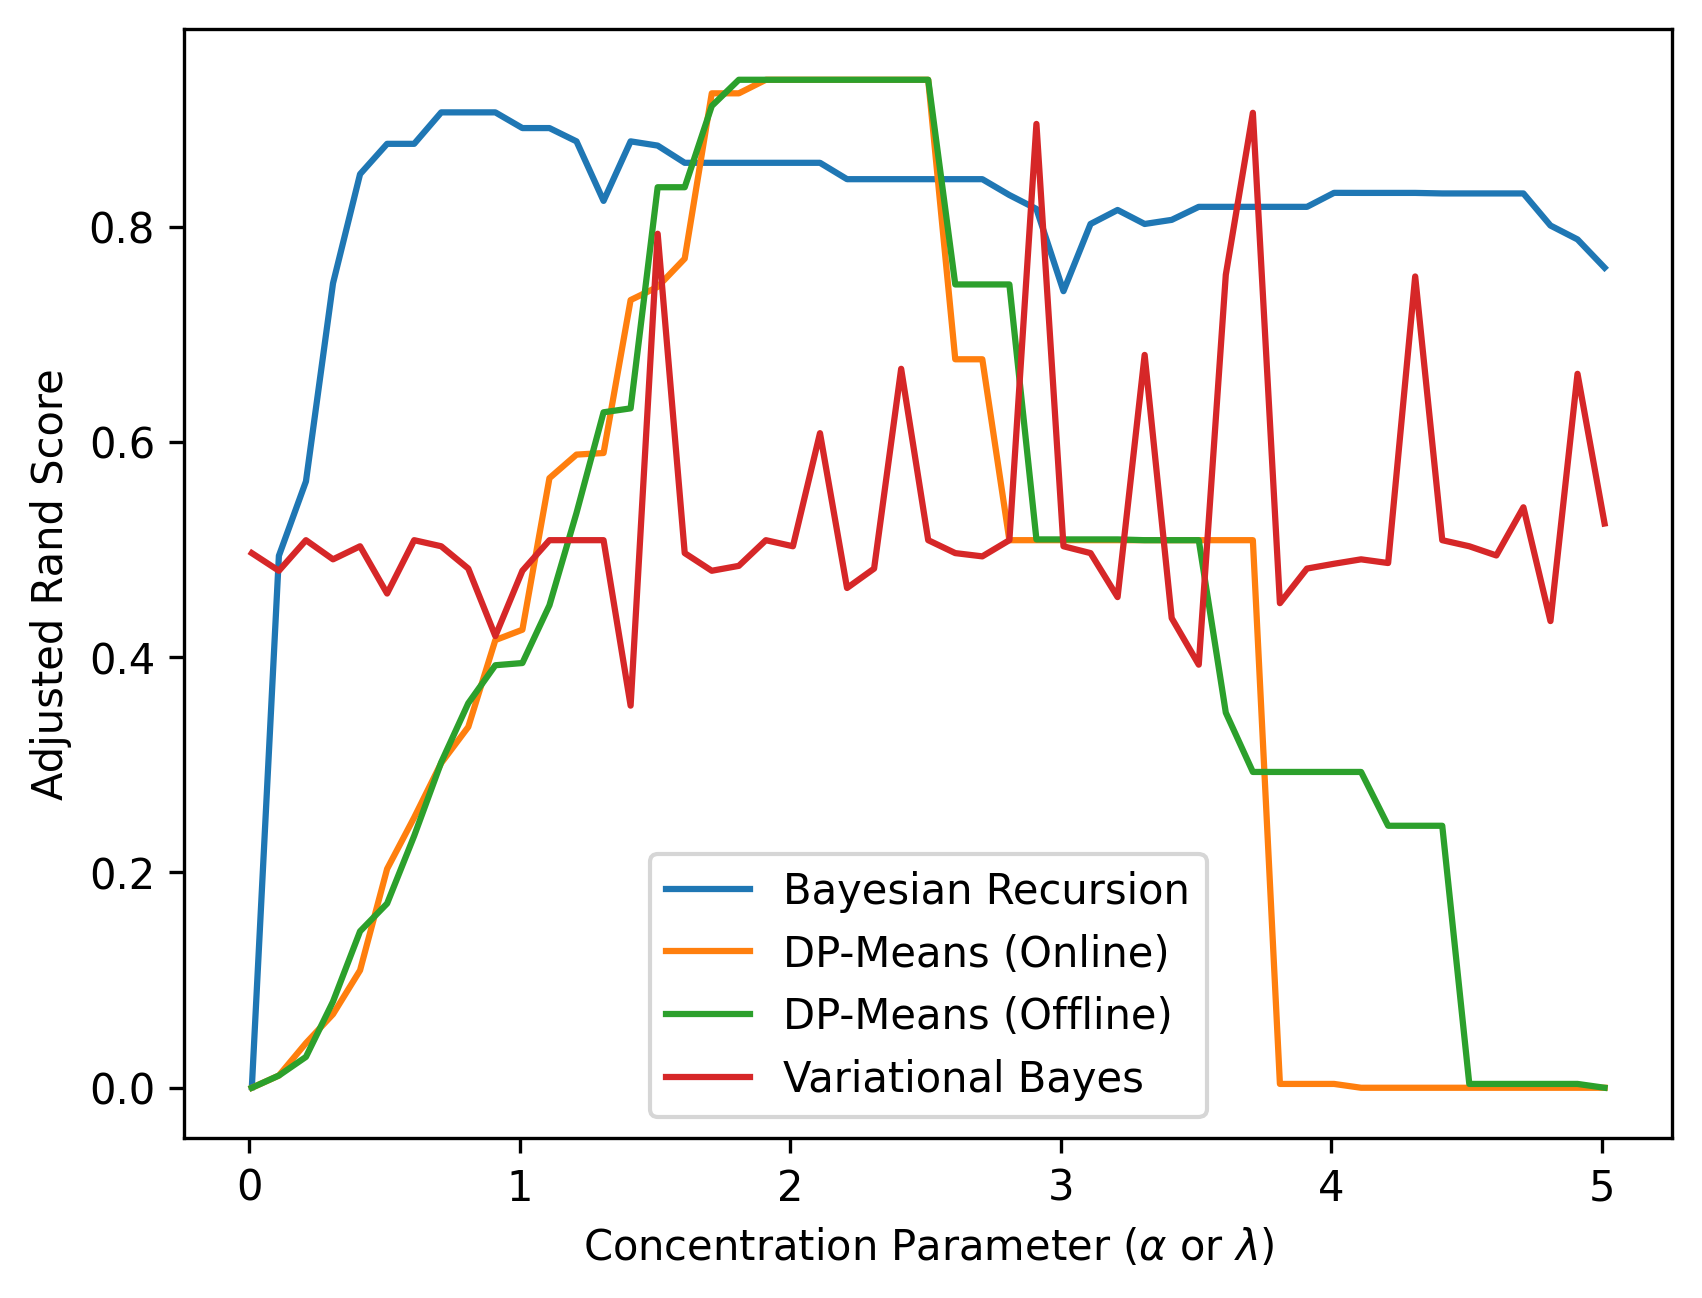 Adjusted Rand Score
0.8
0.6
0.4
0.2
0.0
Bayesian Recursion
DP-Means (Online)
DP-Means (Offline)
Variational Bayes
0 1 2 3 4 5
Concentration Parameter (α or λ)